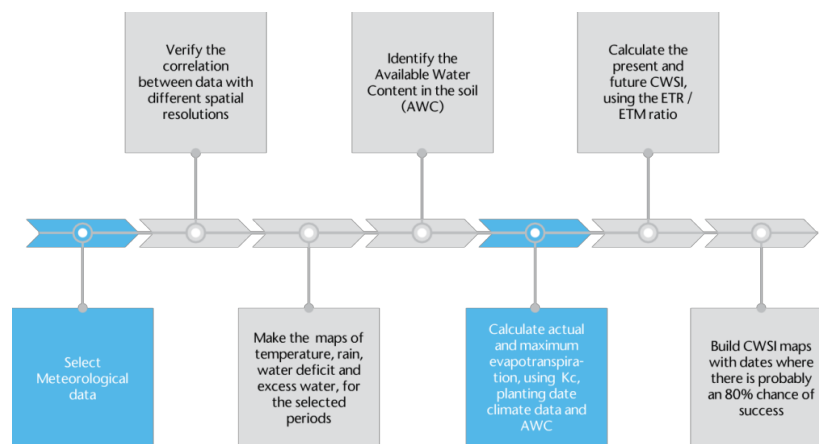 Verify the
correlation
between data with
different spatial
resolutions
Identify the
Available Water
Content in the soil
(AWC)
Calculate the
present and
future CWSI,
using the ETR /
ETM ratio
Select
Meteorological
data
Make the maps of
temperature, rain,
water deficit and
excess water, for
the selected
periods
Calculate actual
and maximum
evapotranspira-
tion, using Kc,
planting date
climate data and
AWC
Build CWSI maps
with dates where
there is probably
an 80% chance of
success